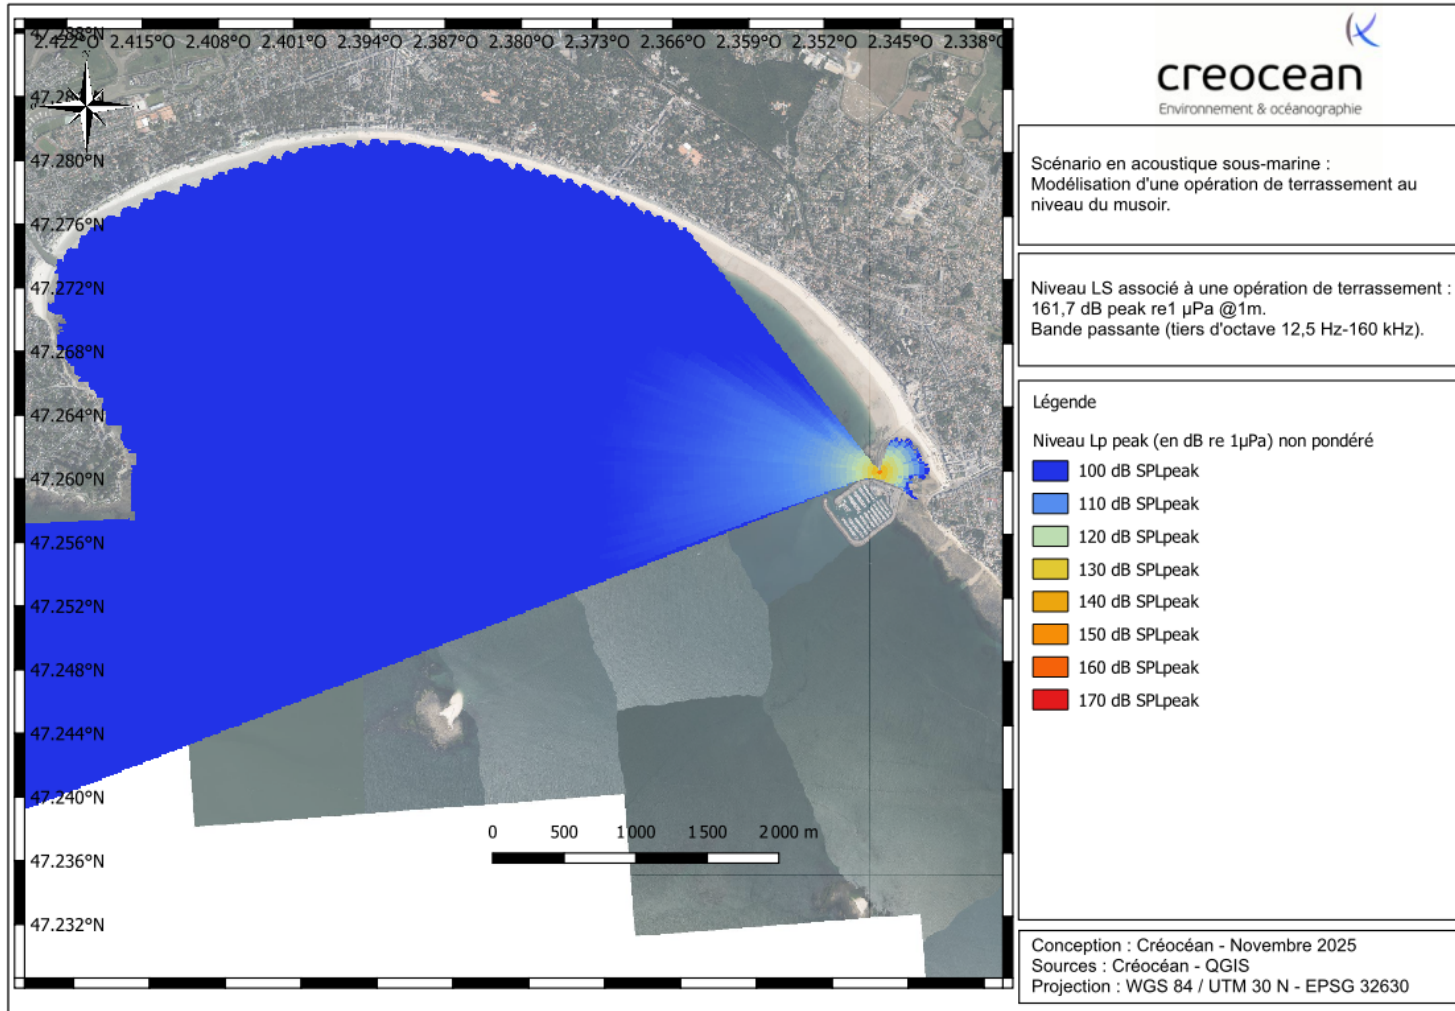 47.288°N
2.422°O 2.415°O 2.408°O 2.401°O 2.394°O 2.387°O 2.380°O 2.373°O 2.366°O 2.359°O 2.352°O 2.345°O 2.338°O
47.280°N
47.276°N
47.272°N
47.268°N
47.264°N
47.260°N
47.256°N
47.252°N
47.248°N
47.244°N
47.240°N
47.236°N
47.232°N
0 500 1 000 1 500 2 000 m
creocean
Environnement & océanographie
Scénario en acoustique sous-marine :
Modélisation d'une opération de terrassement au
niveau du musoir.
Niveau LS associé à une opération de terrassement :
161,7 dB peak re1 µPa @1m.
Bande passante (tiers d'octave 12,5 Hz-160 kHz).
Légende
Niveau Lp peak (en dB re 1µPa) non pondéré
100 dB SPLpeak
110 dB SPLpeak
120 dB SPLpeak
130 dB SPLpeak
140 dB SPLpeak
150 dB SPLpeak
160 dB SPLpeak
170 dB SPLpeak
Conception : Créocéan - Novembre 2025
Sources : Créocéan - QGIS
Projection : WGS 84 / UTM 30 N - EPSG 32630